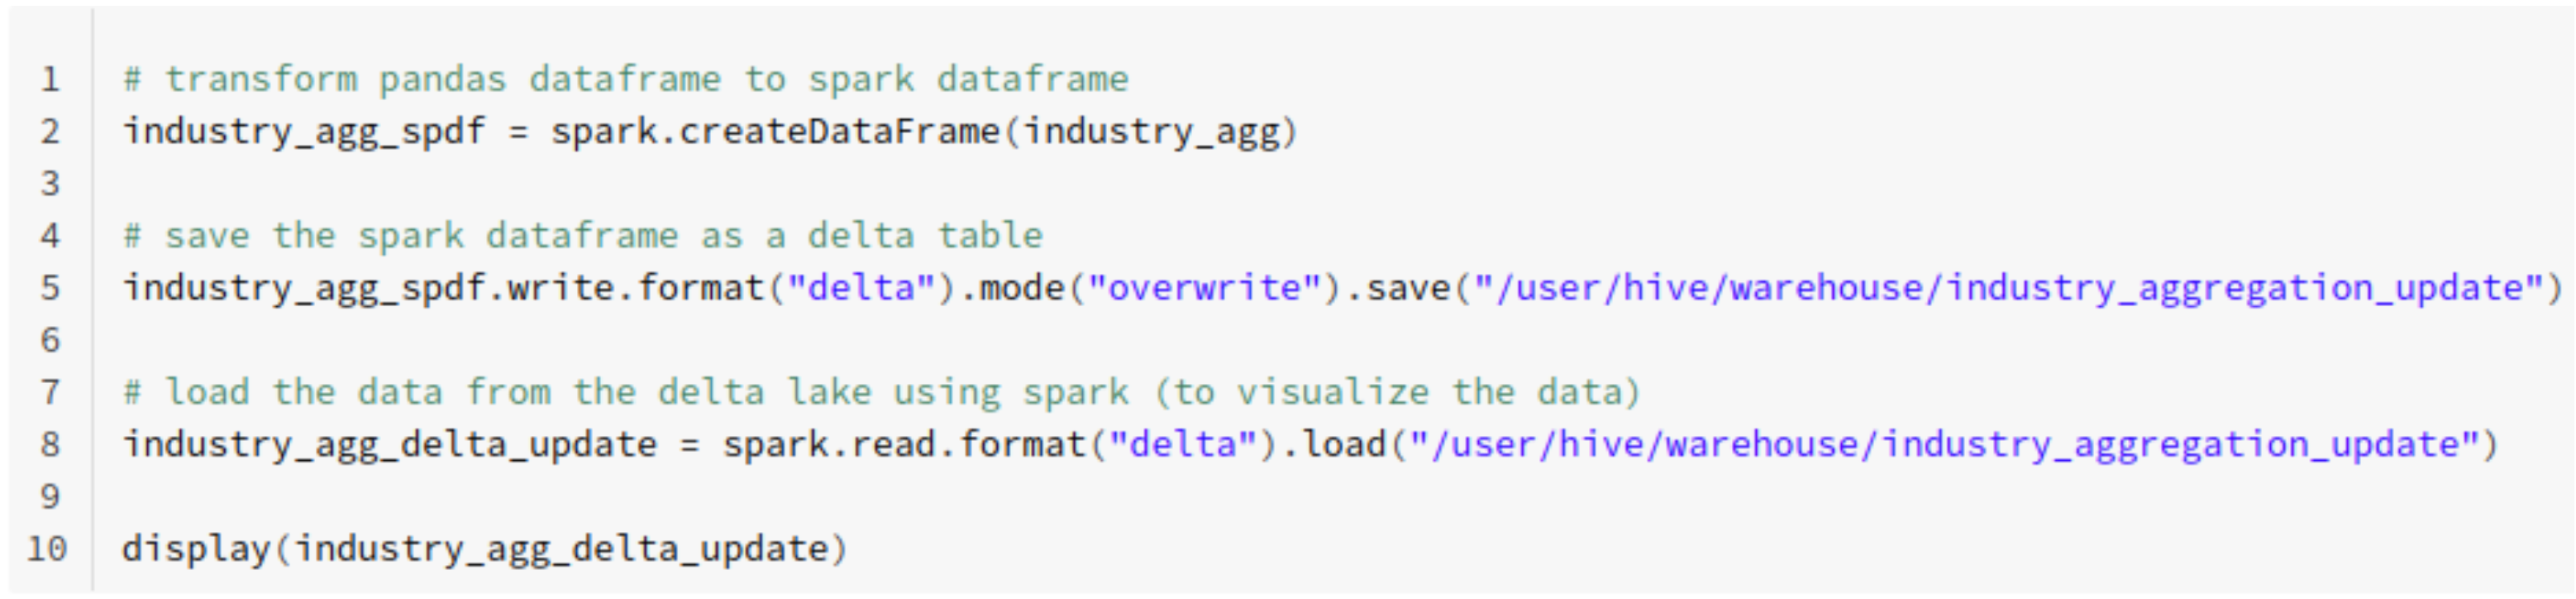 1 # transform pandas dataframe to spark dataframe
2 industry_agg_spdf = spark.createDataFrame(industry_agg)
3
4 # save the spark dataframe as a delta table
5 industry_agg_spdf.write.format("delta").mode("overwrite").save("/user/hive/warehouse/industry_aggregation_update")
6
7 # load the data from the delta lake using spark (to visualize the data)
8 industry_agg_delta_update = spark.read.format("delta").load("/user/hive/warehouse/industry_aggregation_update")
9
10 display(industry_agg_delta_update)